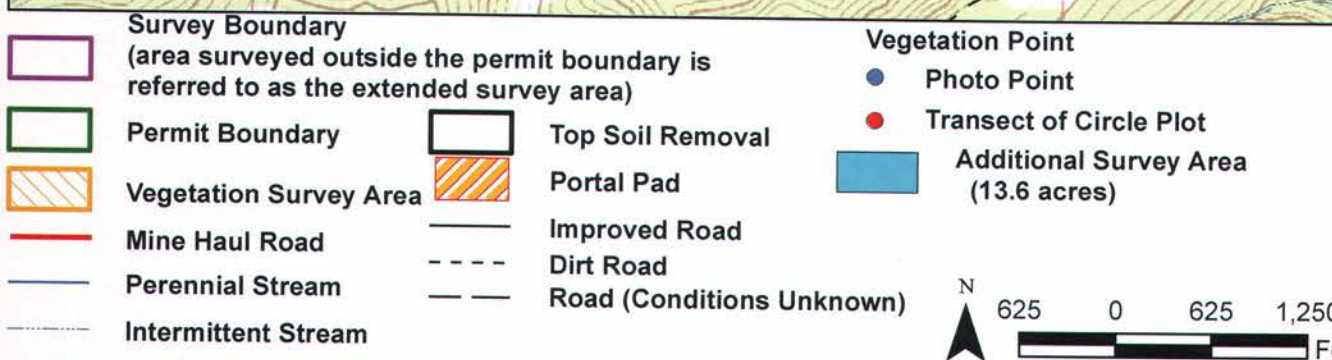 Survey Boundary
(area surveyed outside the permit boundary is
referred to as the extended survey area)
Permit Boundary
Vegetation Survey Area
Mine Haul Road
Perennial Stream
Intermittent Stream
Top Soil Removal
Portal Pad
Improved Road
Dirt Road
Road (Conditions Unknown)
Vegetation Point
Photo Point
Transect of Circle Plot
Additional Survey Area
(13.6 acres)
N
625 0 625 1,250